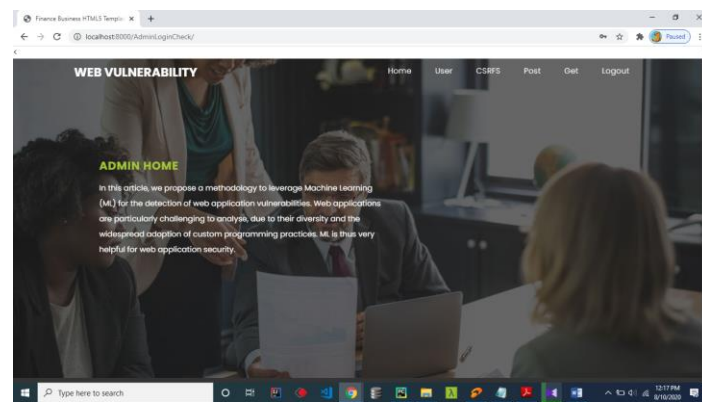 Finance Business HTML5 Templa
localhost:8000/AdminLoginCheck/
Paused
WEB VULNERABILITY
Home User CSRFS Post Get Logout
ADMIN HOME
In this article, we propose a methodology to leverage Machine Learning
(ML) for the detection of web application vulnerabilities. Web applications
are particularly challenging to analyse, due to their diversity and the
widespread adoption of custom programming practices. ML is thus very
helpful for web application security.
Type here to search
12:17 PM
8/10/2020